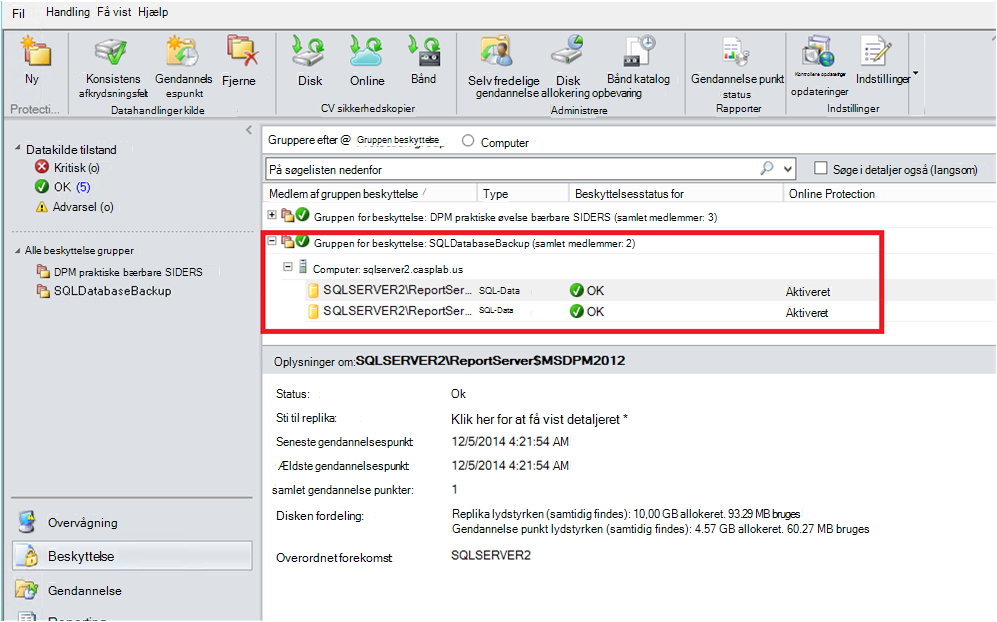 Fil Handling Få vist Hjælp
Ny
Konsistens
afkrydsningsfelt
Gendannels
espunkt
Fjerne
Disk
Online
Bånd
Selv fredelige
gendannelse
Disk
allokering
Bånd katalog
opbevaring
Gendannelse punkt
status
Kontrollere opdateringer
opdateringer
Indstillinger
Protecti...
Datahandlinger kilde
CV sikkerhedskopier
Administrere
Rapporter
Indstillinger
Datakilde tilstand
Kritisk (o)
OK (5)
Advarsel (o)
Alle beskyttelse grupper
DPM praktiske bærbare SIDERS
SQLDatabaseBackup
Overvågning
Beskyttelse
Gendannelse
Reporting
Gruppere efter @ Gruppen beskyttelse Computer
På søgelisten nedenfor
Søge i detaljer også (langsom)
Medlem af gruppen beskyttelse / Type Beskyttelsesstatus for Online Protection
Gruppen for beskyttelse: DPM praktiske øvelse bærbare SIDERS (samlet medlemmer: 3)
Gruppen for beskyttelse: SQLDatabaseBackup (samlet medlemmer: 2)
Computer: sqlserver2.casplab.us
SQLSERVER2\ReportSer... SQL-Data OK Aktiveret
SQLSERVER2\ReportSer... SQL-Data OK Aktiveret
Oplysninger om:SQLSERVER2\ReportServer$MSDPM2012
Status: Ok
Sti til replika: Klik her for at få vist detaljeret *
Seneste gendannelsespunkt 12/5/2014 4:21:54 AM
Ældste gendannelsespunkt 12/5/2014 4:21:54 AM
samlet gendannelse punkter: 1
Disken fordeling: Replika lydstyrken (samtidig findes): 10,00 GB allokeret. 93.29 MB bruges
Gendannelse punkt lydstyrken (samtidig findes): 4.57 GB allokeret. 60.27 MB bruges
Overordnet forekomst SQLSERVER2